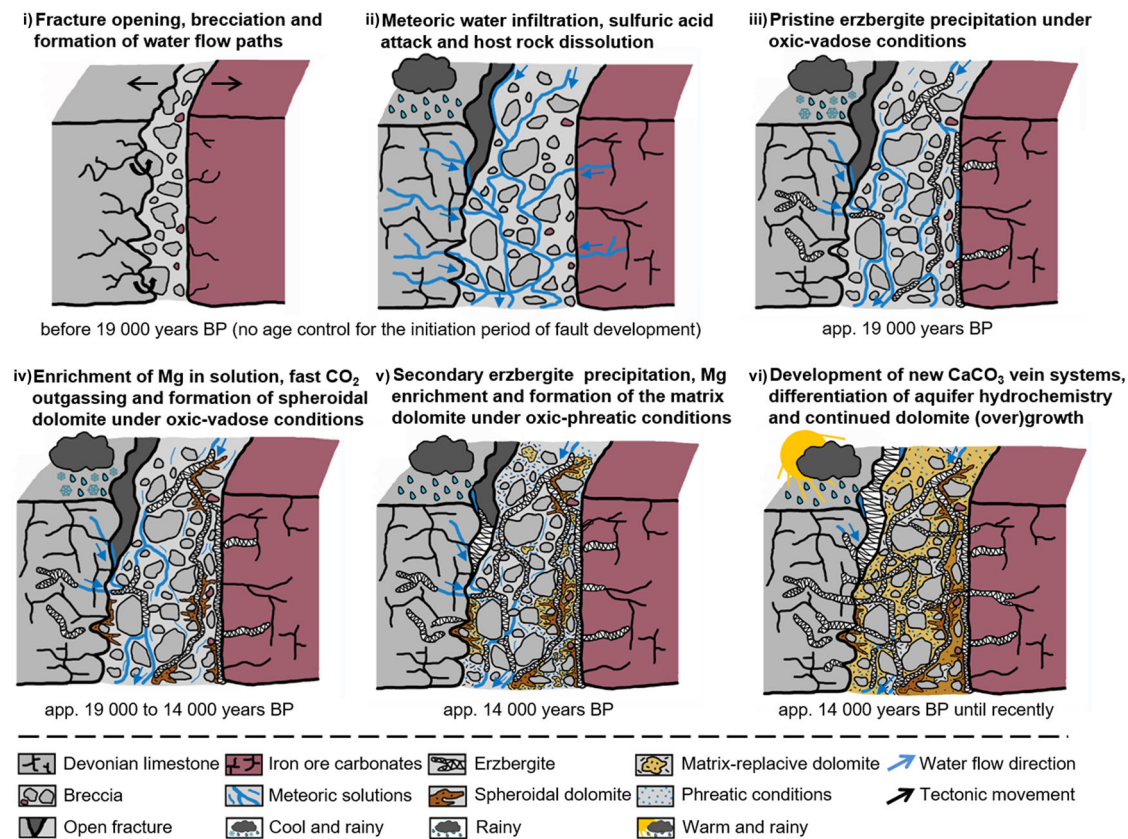 i) Fracture opening, brecciation and
formation of water flow paths
ii) Meteoric water infiltration, sulfuric acid
attack and host rock dissolution
iii) Pristine erzbergite precipitation under
oxic-vadose conditions
before 19 000 years BP (no age control for the initiation period of fault development)
app. 19 000 years BP
iv) Enrichment of Mg in solution, fast CO₂
outgassing and formation of spheroidal
dolomite under oxic-vadose conditions
v) Secondary erzbergite precipitation, Mg
enrichment and formation of the matrix
dolomite under oxic-phreatic conditions
vi) Development of new CaCO₃ vein systems,
differentiation of aquifer hydrochemistry
and continued dolomite (over)growth
app. 19 000 to 14 000 years BP
app. 14 000 years BP
app. 14 000 years BP until recently
Devonian limestone
Iron ore carbonates
Erzbergite
Matrix-replacive dolomite
Water flow direction
Breccia
Meteoric solutions
Spheroidal dolomite
Phreatic conditions
Tectonic movement
Open fracture
Cool and rainy
Rainy
Warm and rainy